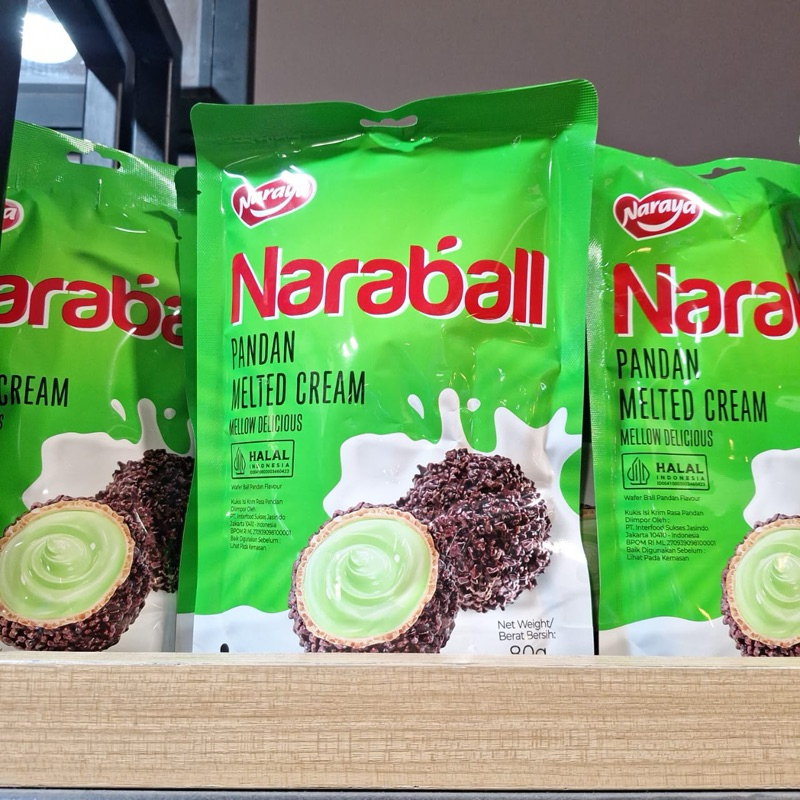 Naraya
Naraball
PANDAN
MELTED CREAM
MELLOW DELICIOUS
HALAL
INDONESIA
Wafer Ball Pandan Flavour
Kukis Isi Krim Rasa Pandan
Diimpor Oleh :
PT. Interfood Sukses Jasindo
Jakarta 10410 - Indonesia
Baik Digunakan Sebelum :
Lihat Pada Kemasan
Net Weight/
Berat Bersih:
80g
Naraya
Nara
PANDAN
MELTED CREAM
MELLOW DELICIOUS
HALAL
INDONESIA
Wafer Ball Pandan Flavour
Kukis Isi Krim Rasa Pandan
Diimpor Oleh :
PT. Interfood Sukses Jasindo
Jakarta 10410 - Indonesia
Baik Digunakan Sebelum :
Lihat Pada Kemasan
araba
CREAM